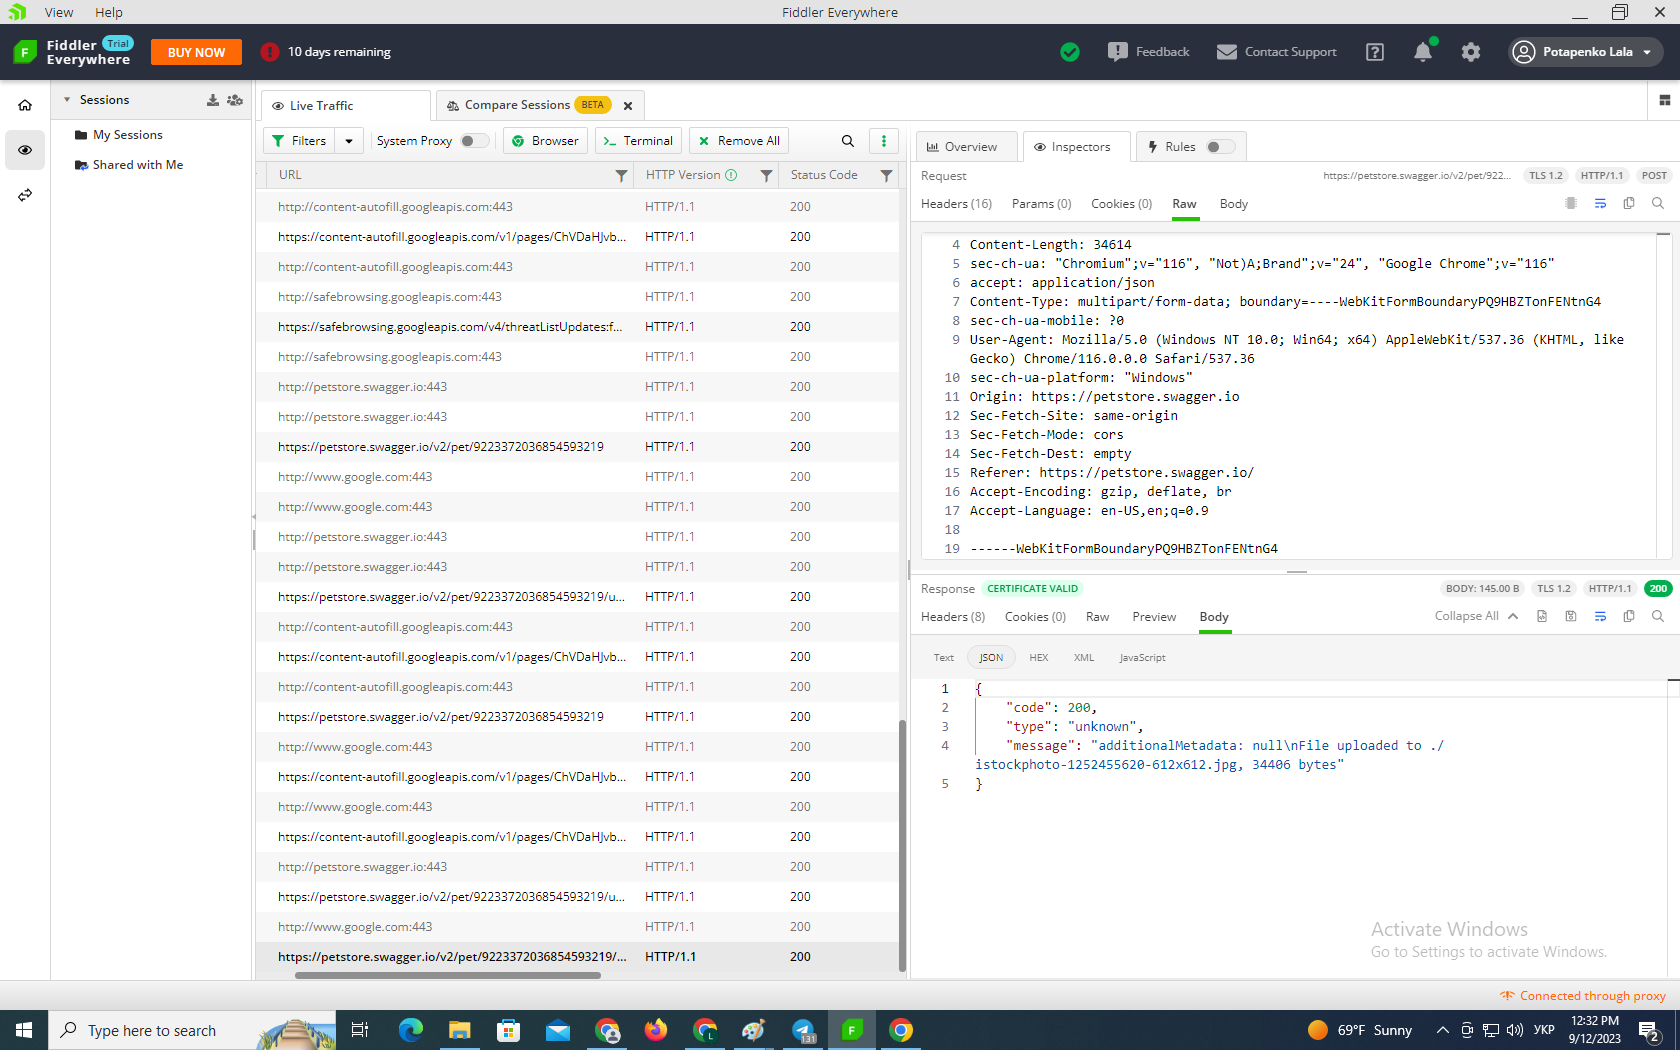 View Help
Fiddler Everywhere
Fiddler Trial
Everywhere
BUY NOW
10 days remaining
Feedback
Contact Support
Potapenko Lala
Sessions
My Sessions
Shared with Me
Live Traffic
Compare Sessions BETA
Filters
System Proxy
Browser
Terminal
Remove All
URL HTTP Version Status Code
http://content-autofill.googleapis.com:443 HTTP/1.1 200
https://content-autofill.googleapis.com/v1/pages/ChVDaHJvb... HTTP/1.1 200
http://content-autofill.googleapis.com:443 HTTP/1.1 200
http://safebrowsing.googleapis.com:443 HTTP/1.1 200
https://safebrowsing.googleapis.com/v4/threatListUpdates:f... HTTP/1.1 200
http://safebrowsing.googleapis.com:443 HTTP/1.1 200
http://petstore.swagger.io:443 HTTP/1.1 200
http://petstore.swagger.io:443 HTTP/1.1 200
https://petstore.swagger.io/v2/pet/9223372036854593219 HTTP/1.1 200
http://www.google.com:443 HTTP/1.1 200
http://www.google.com:443 HTTP/1.1 200
http://petstore.swagger.io:443 HTTP/1.1 200
http://petstore.swagger.io:443 HTTP/1.1 200
https://petstore.swagger.io/v2/pet/9223372036854593219/u... HTTP/1.1 200
http://content-autofill.googleapis.com:443 HTTP/1.1 200
https://content-autofill.googleapis.com/v1/pages/ChVDaHJvb... HTTP/1.1 200
http://content-autofill.googleapis.com:443 HTTP/1.1 200
https://petstore.swagger.io/v2/pet/9223372036854593219 HTTP/1.1 200
http://www.google.com:443 HTTP/1.1 200
https://content-autofill.googleapis.com/v1/pages/ChVDaHJvb... HTTP/1.1 200
http://www.google.com:443 HTTP/1.1 200
https://content-autofill.googleapis.com/v1/pages/ChVDaHJvb... HTTP/1.1 200
http://petstore.swagger.io:443 HTTP/1.1 200
https://petstore.swagger.io/v2/pet/9223372036854593219/u... HTTP/1.1 200
http://www.google.com:443 HTTP/1.1 200
https://petstore.swagger.io/v2/pet/9223372036854593219/... HTTP/1.1 200
Overview
Inspectors
Rules
Request https://petstore.swagger.io/v2/pet/922... TLS 1.2 HTTP/1.1 POST
Headers (16) Params (0) Cookies (0) Raw Body
4 Content-Length: 34614
5 sec-ch-ua: "Chromium";v="116", "Not)A;Brand";v="24", "Google Chrome";v="116"
6 accept: application/json
7 Content-Type: multipart/form-data; boundary=----WebKitFormBoundaryPQ9HBZTonFENtnG4
8 sec-ch-ua-mobile: ?0
9 User-Agent: Mozilla/5.0 (Windows NT 10.0; Win64; x64) AppleWebKit/537.36 (KHTML, like
Gecko) Chrome/116.0.0.0 Safari/537.36
10 sec-ch-ua-platform: "Windows"
11 Origin: https://petstore.swagger.io
12 Sec-Fetch-Site: same-origin
13 Sec-Fetch-Mode: cors
14 Sec-Fetch-Dest: empty
15 Referer: https://petstore.swagger.io/
16 Accept-Encoding: gzip, deflate, br
17 Accept-Language: en-US,en;q=0.9
18
19 ------WebKitFormBoundaryPQ9HBZTonFENtnG4
Response CERTIFICATE VALID BODY: 145.00 B TLS 1.2 HTTP/1.1 200
Headers (8) Cookies (0) Raw Preview Body Collapse All
Text JSON HEX XML JavaScript
1 {
2 "code": 200,
3 "type": "unknown",
4 "message": "additionalMetadata: null\nFile uploaded to ./
istockphoto-1252455620-612x612.jpg, 34406 bytes"
5 }
Activate Windows
Go to Settings to activate Windows.
Connected through proxy
Type here to search
131
69°F Sunny
УКР
12:32 PM
9/12/2023
2